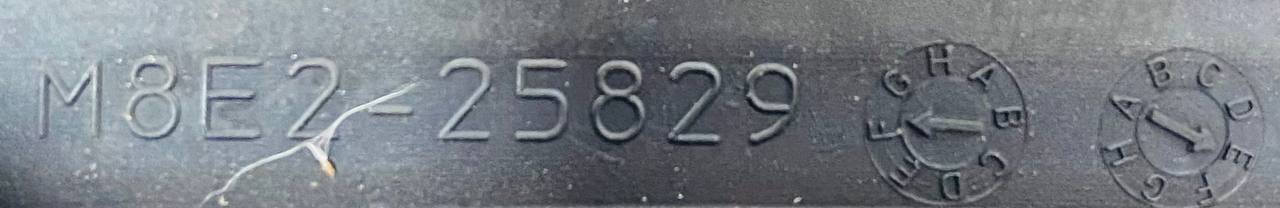 M8E2-25829
H A B C D E F G
A B C D E F G H